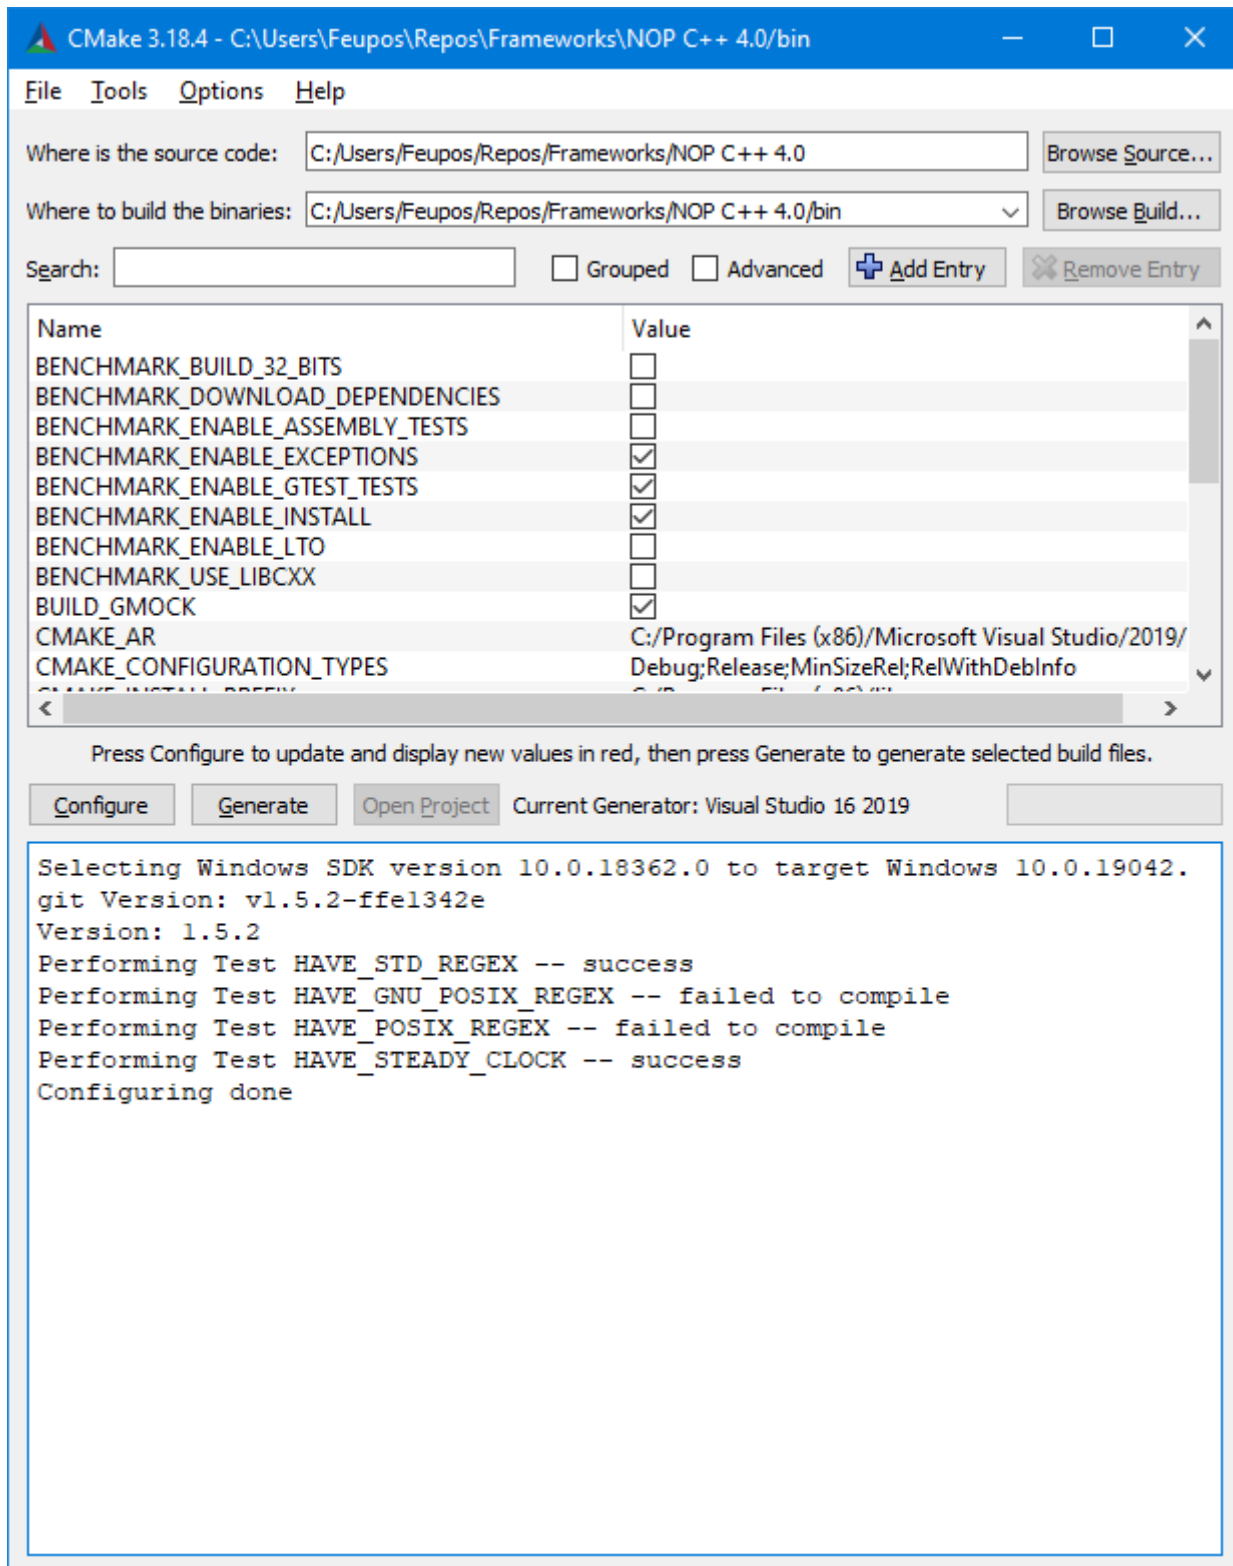 CMake 3.18.4 - C:\Users\Feupos\Repos\Frameworks\NOP C++ 4.0/bin
File Tools Options Help
Where is the source code: C:/Users/Feupos/Repos/Frameworks/NOP C++ 4.0 Browse Source...
Where to build the binaries: C:/Users/Feupos/Repos/Frameworks/NOP C++ 4.0/bin Browse Build...
Search: Grouped Advanced Add Entry Remove Entry
Name Value
BENCHMARK_BUILD_32_BITS
BENCHMARK_DOWNLOAD_DEPENDENCIES
BENCHMARK_ENABLE_ASSEMBLY_TESTS
BENCHMARK_ENABLE_EXCEPTIONS
BENCHMARK_ENABLE_GTEST_TESTS
BENCHMARK_ENABLE_INSTALL
BENCHMARK_ENABLE_LTO
BENCHMARK_USE_LIBCXX
BUILD_GMOCK
CMAKE_AR C:/Program Files (x86)/Microsoft Visual Studio/2019/
CMAKE_CONFIGURATION_TYPES Debug;Release;MinSizeRel;RelWithDebInfo
Press Configure to update and display new values in red, then press Generate to generate selected build files.
Configure Generate Open Project Current Generator: Visual Studio 16 2019
Selecting Windows SDK version 10.0.18362.0 to target Windows 10.0.19042.
git Version: v1.5.2-ffe1342e
Version: 1.5.2
Performing Test HAVE_STD_REGEX -- success
Performing Test HAVE_GNU_POSIX_REGEX -- failed to compile
Performing Test HAVE_POSIX_REGEX -- failed to compile
Performing Test HAVE_STEADY_CLOCK -- success
Configuring done